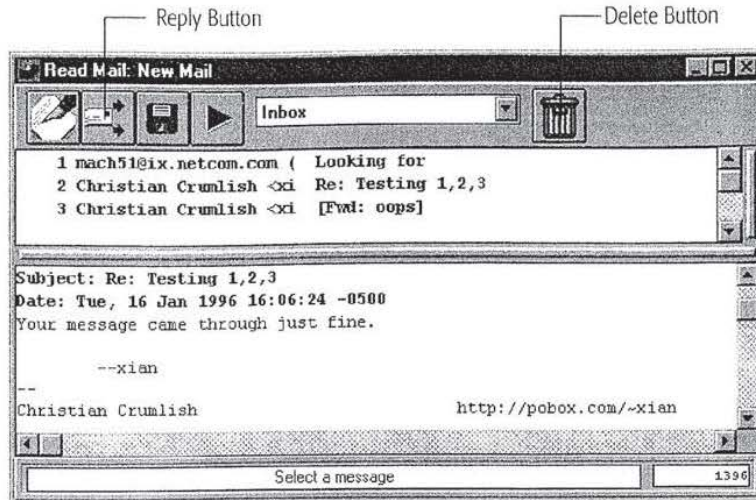 Reply Button
Delete Button
Read Mail: New Mail
Inbox
1 mach51@ix.netcom.com ( Looking for
2 Christian Crumlish <xi Re: Testing 1,2,3
3 Christian Crumlish <xi [Fwd: oops]
Subject: Re: Testing 1,2,3
Date: Tue, 16 Jan 1996 16:06:24 -0500
Your message came through just fine.
--xian
--
Christian Crumlish http://pobox.com/~xian
Select a message 1396